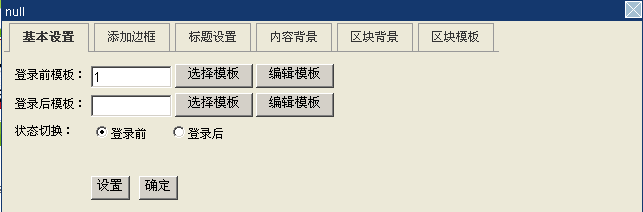 null
基本设置 添加边框 标题设置 内容背景 区块背景 区块模板
登录前模板： 1 选择模板 编辑模板
登录后模板： 选择模板 编辑模板
状态切换： 登录前 登录后
设置 确定